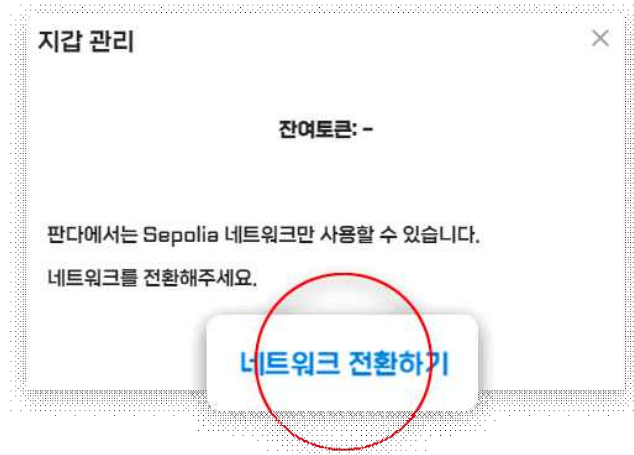 지갑 관리
잔여토큰: -
판다에서는 Sepolia 네트워크만 사용할 수 있습니다.
네트워크를 전환해주세요.
네트워크 전환하기